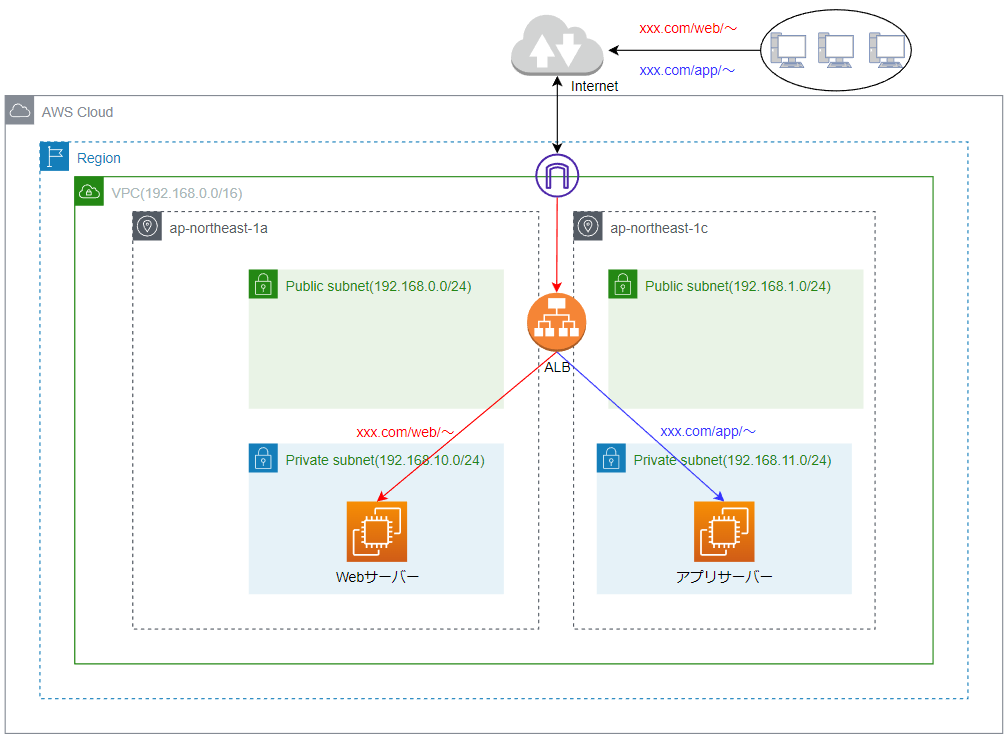 xxx.com/web/～
xxx.com/app/～
Internet
AWS Cloud
Region
VPC(192.168.0.0/16)
ap-northeast-1a
ap-northeast-1c
Public subnet(192.168.0.0/24)
Public subnet(192.168.1.0/24)
ALB
xxx.com/web/～
xxx.com/app/～
Private subnet(192.168.10.0/24)
Private subnet(192.168.11.0/24)
Webサーバー
アプリサーバー